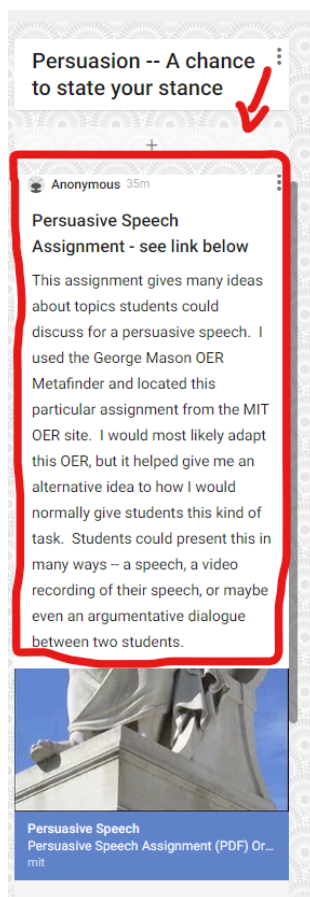 Persuasion -- A chance
to state your stance
+
Anonymous 35m
Persuasive Speech
Assignment - see link below
This assignment gives many ideas
about topics students could
discuss for a persuasive speech. I
used the George Mason OER
Metafinder and located this
particular assignment from the MIT
OER site. I would most likely adapt
this OER, but it helped give me an
alternative idea to how I would
normally give students this kind of
task. Students could present this in
many ways -- a speech, a video
recording of their speech, or maybe
even an argumentative dialogue
between two students.
Persuasive Speech
Persuasive Speech Assignment (PDF) Or...
mit